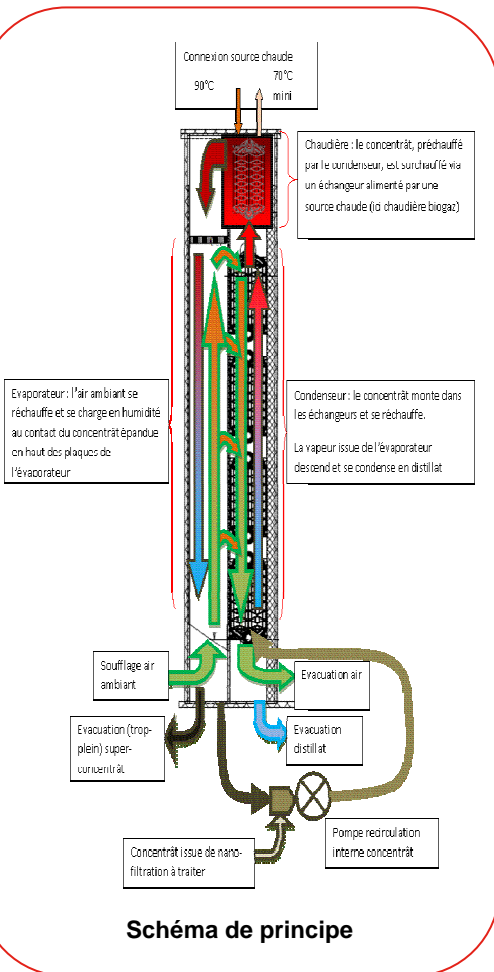 Connexion source chaude
90°C
70°C
mini
Chaudière : le concentrât, préchauffé
par le condenseur, est surchauffé via
un échangeur alimenté par une
source chaude (ici chaudière biogaz)
Evaporateur : l'air ambiant se
réchauffe et se charge en humidité
au contact du concentrât épandue
en haut des plaques de
l'évaporateur
Condenseur : le concentrât monte dans
les échangeurs et se réchauffe.
La vapeur issue de l'évaporateur
descend et se condense en distillat
Soufflage air
ambiant
Evacuation air
Evacuation (trop-
plein) super-
concentrât
Evacuation
distillat
Pompe recirculation
interne concentrât
Concentrât issue de nano-
filtration à traiter
Schéma de principe